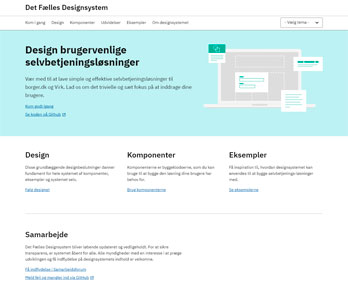 Det Fælles Designsystem
Kom i gang Design Komponenter Udvidelser Eksempler Om designsystemet
Vælg tema
Design brugervenlige
selvbetjeningsløsninger
Vær med til at lave simple og effektive selvbetjeningsløsninger til
borger.dk og Virk. Lad os om det trivielle og sæt fokus på at inddrage dine
brugere.
Kom godt i gang
Se koden på Github
Design
Disse grundlæggende designbeslutninger danner
fundament for hele systemet af komponenter,
eksempler og systemet selv.
Følg designet
Komponenter
Komponenterne er byggeklodserne, som du kan
bruge til at bygge den løsning dine brugere har
behov for.
Brug komponenterne
Eksempler
Få inspiration til, hvordan designsystemet kan
anvendes til at bygge selvbetjenings-løsninger
med.
Se eksemplerne
Samarbejde
Det Fælles Designsystem bliver løbende opdateret og vedligeholdt. For at sikre
transparens, er systemet åbent for alle. Alle myndigheder med en interesse i at præge
udviklingen og få indflydelse på designsystemets indhold er velkomne.
Få indflydelse i Samarbejdsforum
Meld fejl og mangler ind via Github